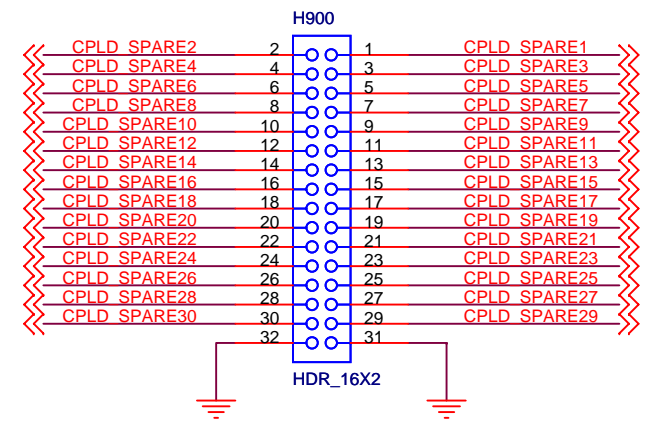 H900
CPLD_SPARE2 2 1 CPLD_SPARE1
CPLD_SPARE4 4 3 CPLD_SPARE3
CPLD_SPARE6 6 5 CPLD_SPARE5
CPLD_SPARE8 8 7 CPLD_SPARE7
CPLD_SPARE10 10 9 CPLD_SPARE9
CPLD_SPARE12 12 11 CPLD_SPARE11
CPLD_SPARE14 14 13 CPLD_SPARE13
CPLD_SPARE16 16 15 CPLD_SPARE15
CPLD_SPARE18 18 17 CPLD_SPARE17
CPLD_SPARE20 20 19 CPLD_SPARE19
CPLD_SPARE22 22 21 CPLD_SPARE21
CPLD_SPARE24 24 23 CPLD_SPARE23
CPLD_SPARE26 26 25 CPLD_SPARE25
CPLD_SPARE28 28 27 CPLD_SPARE27
CPLD_SPARE30 30 29 CPLD_SPARE29
32 31
HDR_16X2